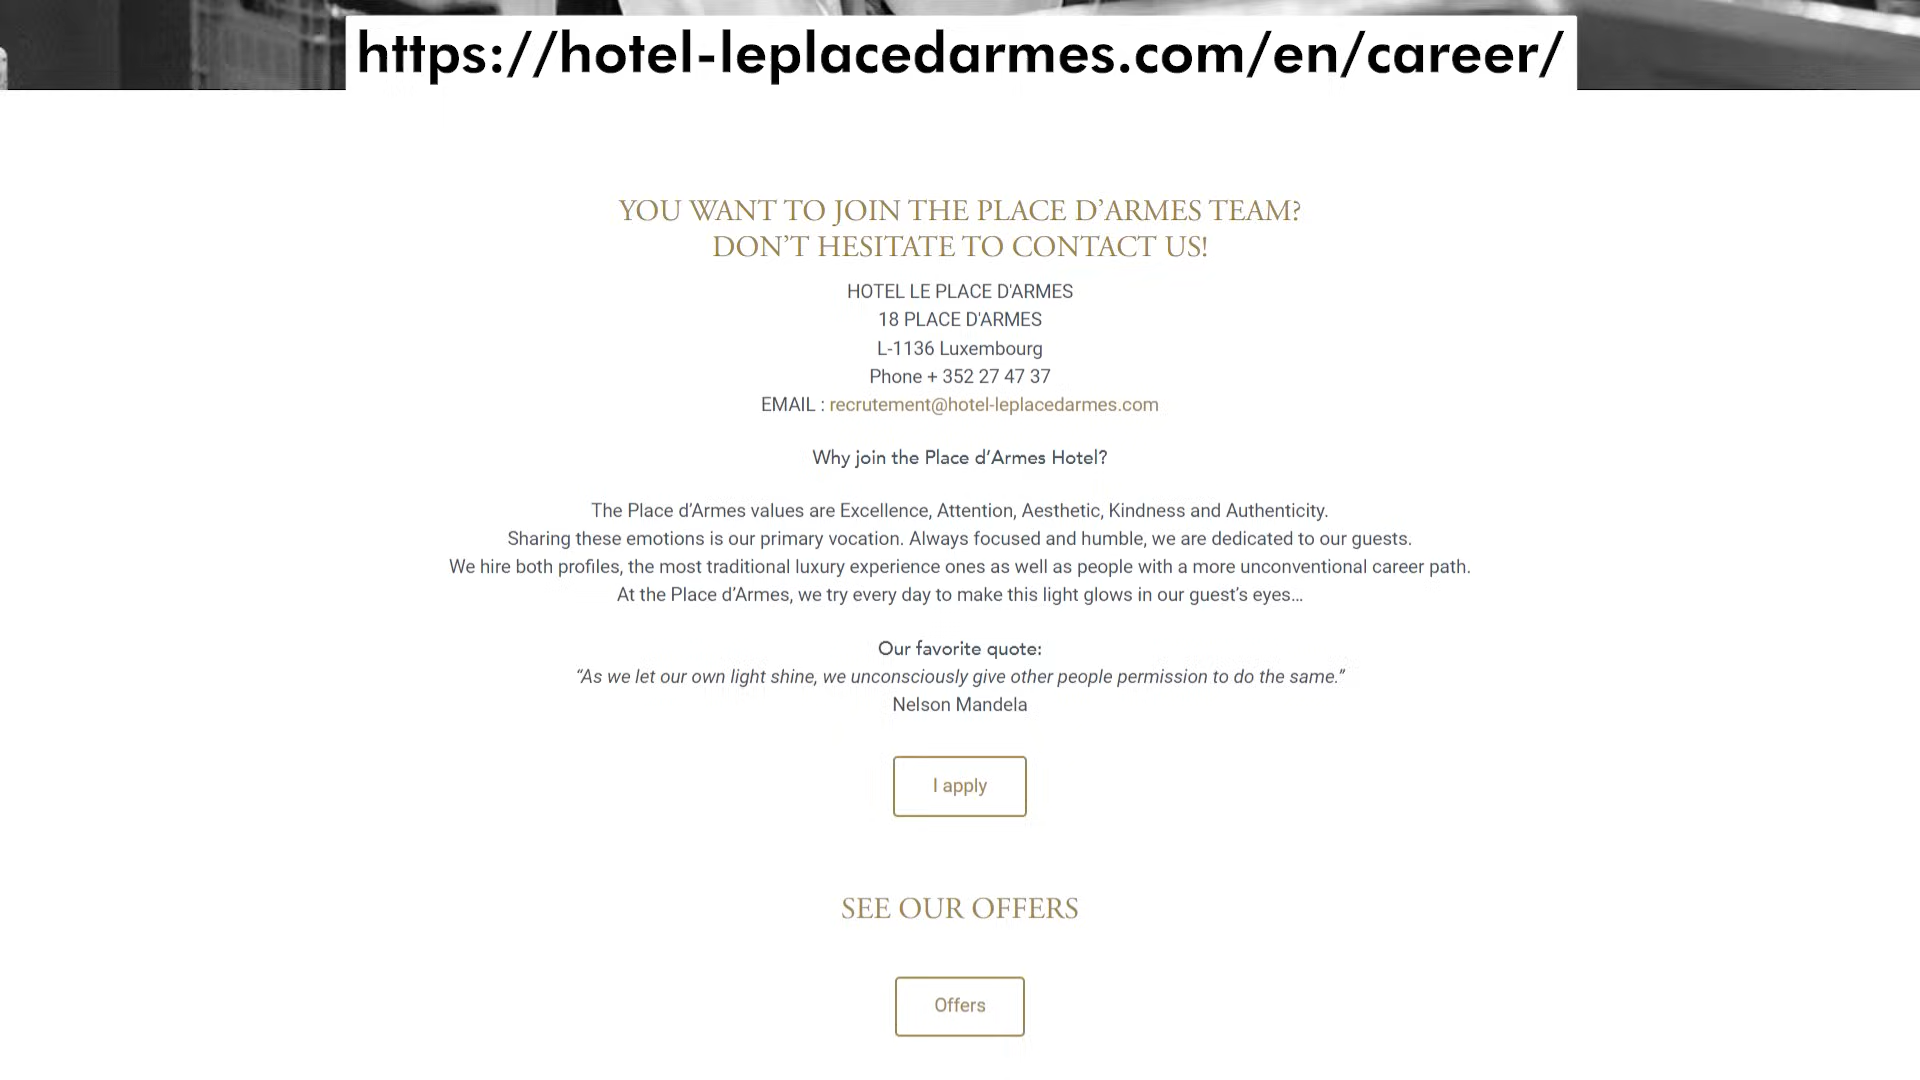 https://hotel-leplacedarmes.com/en/career/
YOU WANT TO JOIN THE PLACE D’ARMES TEAM?
DON’T HESITATE TO CONTACT US!
HOTEL LE PLACE D'ARMES
18 PLACE D'ARMES
L-1136 Luxembourg
Phone + 352 27 47 37
EMAIL : recrutement@hotel-leplacedarmes.com
Why join the Place d’Armes Hotel?
The Place d’Armes values are Excellence, Attention, Aesthetic, Kindness and Authenticity.
Sharing these emotions is our primary vocation. Always focused and humble, we are dedicated to our guests.
We hire both profiles, the most traditional luxury experience ones as well as people with a more unconventional career path.
At the Place d’Armes, we try every day to make this light glows in our guest’s eyes…
Our favorite quote:
“As we let our own light shine, we unconsciously give other people permission to do the same.”
Nelson Mandela
I apply
SEE OUR OFFERS
Offers